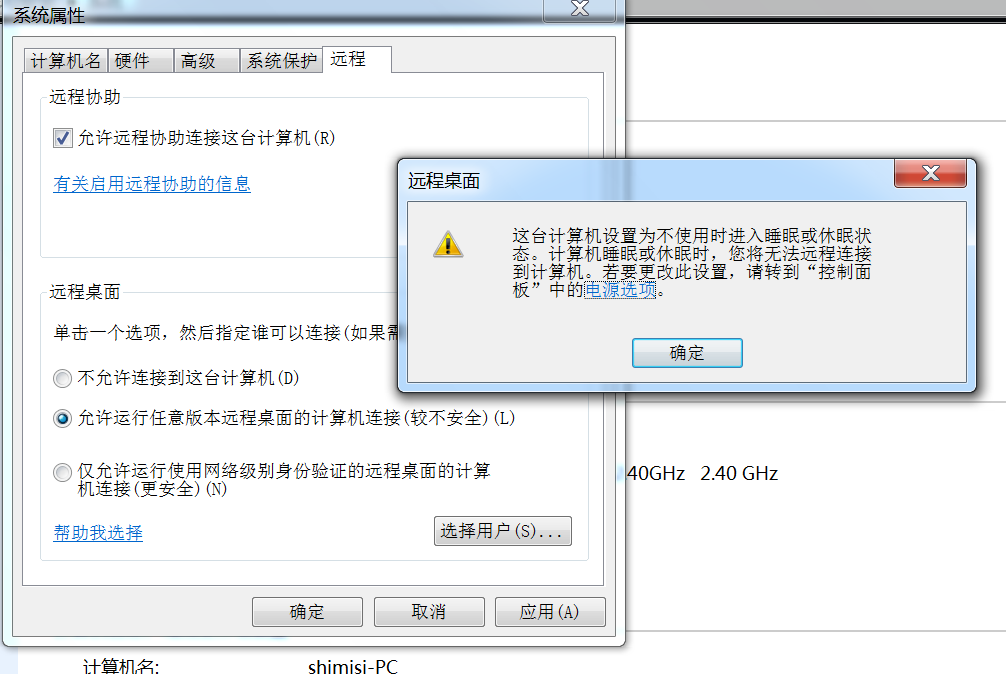 系统属性
计算机名 硬件 高级 系统保护 远程
远程协助
允许远程协助连接这台计算机(R)
有关启用远程协助的信息
远程桌面
这台计算机设置为不使用时进入睡眠或休眠状
态。计算机睡眠或休眠时，您将无法远程连接
到计算机。若要更改此设置，请转到“控制面
板”中的电源选项。
确定
远程桌面
单击一个选项，然后指定谁可以连接(如果需
不允许连接到这台计算机(D)
允许运行任意版本远程桌面的计算机连接(较不安全)(L)
仅允许运行使用网络级别身份验证的远程桌面的计算
机连接(更安全)(N)
帮助我选择
选择用户(S)...
确定 取消 应用(A)
40GHz 2.40 GHz
计算机名: shimisi-PC